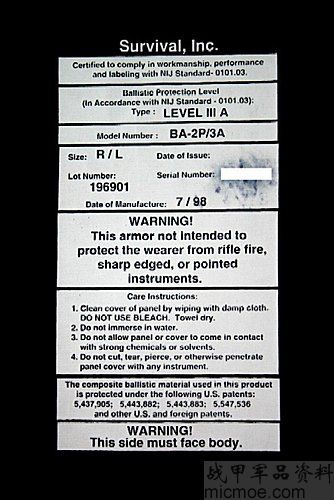 Survival, Inc.
Certified to comply in workmanship, performance
and labeling with NIJ Standard- 0101.03.
Ballistic Protection Level
(In Accordance with NIJ Standard - 0101.03):
Type : LEVEL III A
Model Number : BA-2P/3A
Size: R / L Date of Issue:
Lot Number: Serial Number:
196901
Date of Manufacture: 7 / 98
WARNING!
This armor not intended to
protect the wearer from rifle fire,
sharp edged, or pointed
instruments.
Care Instructions:
1. Clean cover of panel by wiping with damp cloth.
DO NOT USE BLEACH. Towel dry.
2. Do not immerse in water.
3. Do not allow panel or cover to come in contact
with strong chemicals or solvents.
4. Do not cut, tear, pierce, or otherwise penetrate
panel cover with any instrument.
The composite ballistic material used in this product
is protected under the following U.S. patents:
5,437,905; 5,443,882; 5,443,883; 5,547,536
and other U.S. and foreign patents.
WARNING!
This side must face body.
战甲军品资料
miomoe.com